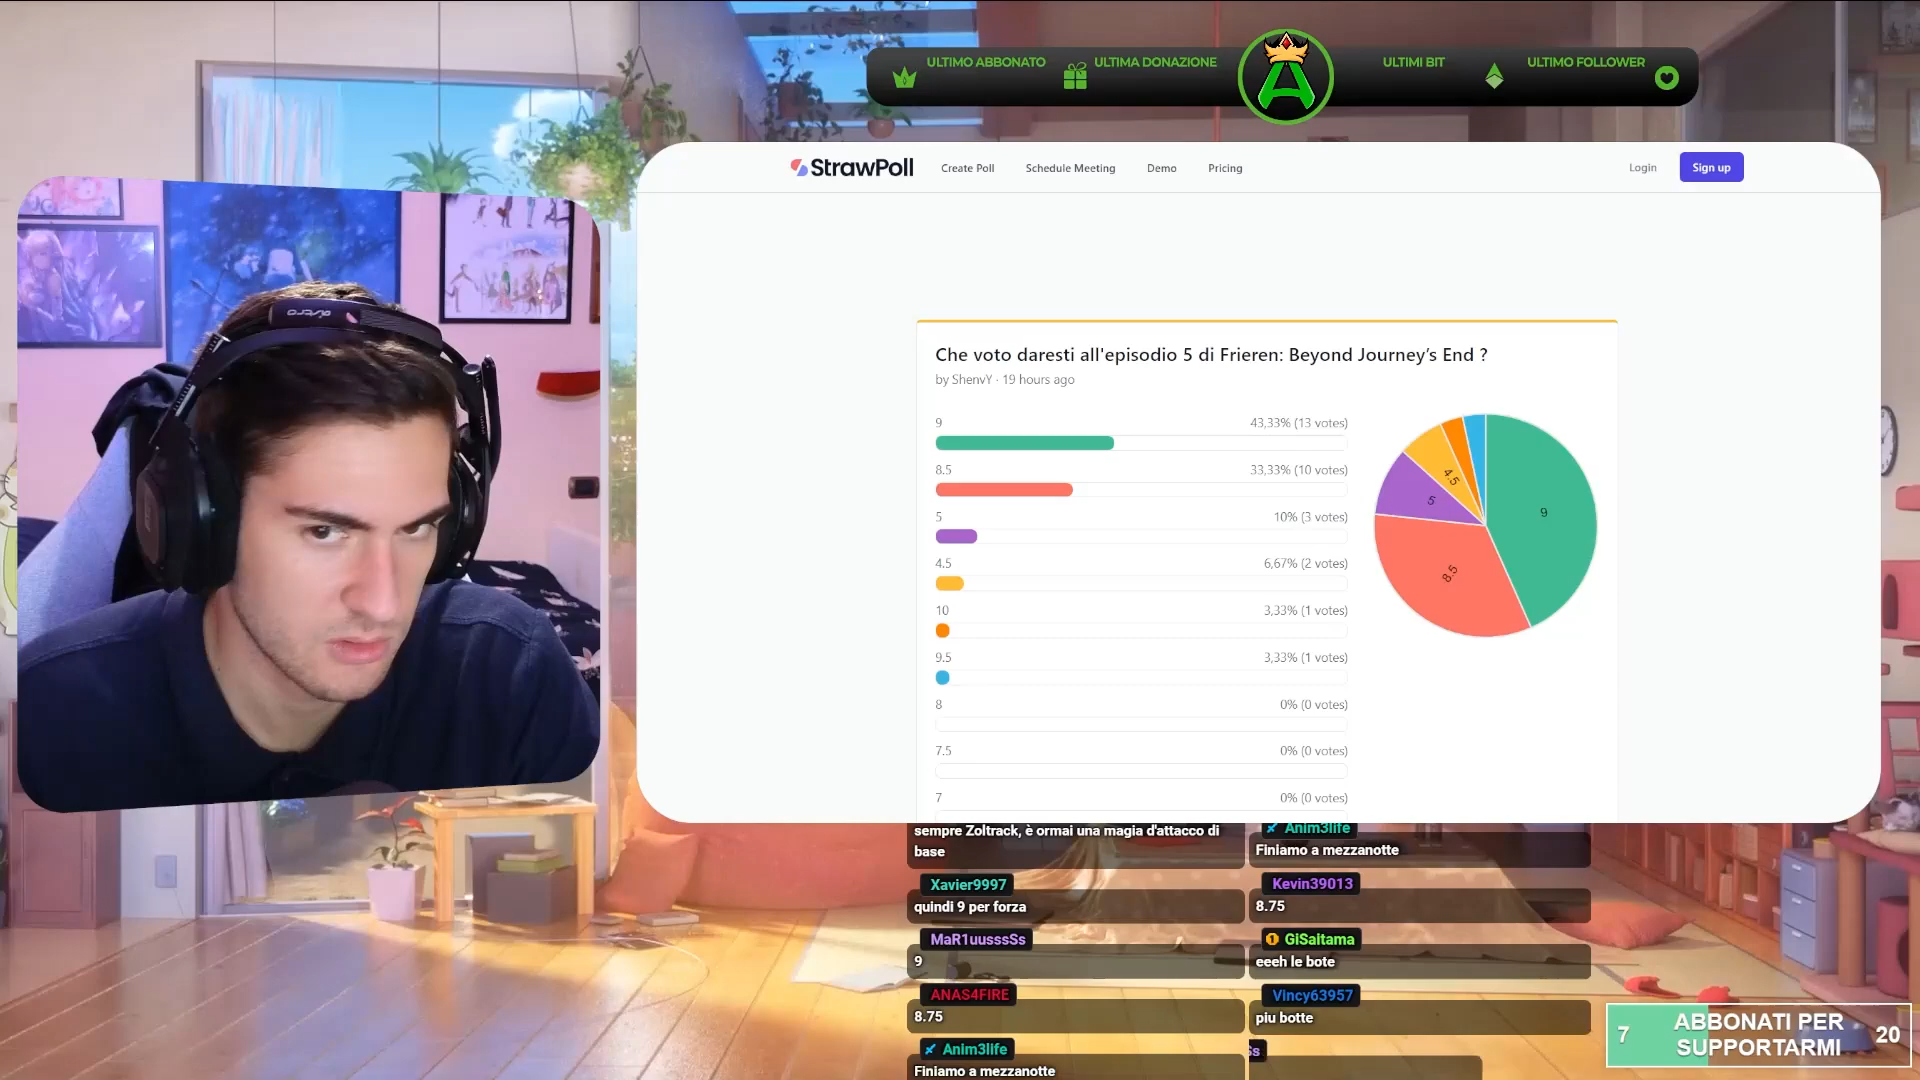 ULTIMO ABBONATO
ULTIMA DONAZIONE
ULTIMI BIT
ULTIMO FOLLOWER
StrawPoll
Create Poll
Schedule Meeting
Demo
Pricing
Login
Sign up
Che voto daresti all'episodio 5 di Frieren: Beyond Journey’s End ?
by ShenvY · 19 hours ago
9
43,33% (13 votes)
8.5
33,33% (10 votes)
5
10% (3 votes)
4.5
6,67% (2 votes)
10
3,33% (1 votes)
9.5
3,33% (1 votes)
8
0% (0 votes)
7.5
0% (0 votes)
7
0% (0 votes)
9
8.5
5
4.5
sempre Zoltrack, è ormai una magia d'attacco di
base
Xavier9997
quindi 9 per forza
MaR1uusssSs
9
ANAS4FIRE
8.75
Anim3life
Finiamo a mezzanotte
Anim3life
Finiamo a mezzanotte
Kevin39013
8.75
GiSaitama
eeeh le bote
Vincy63957
piu botte
7
ABBONATI PER
SUPPORTARMI
20